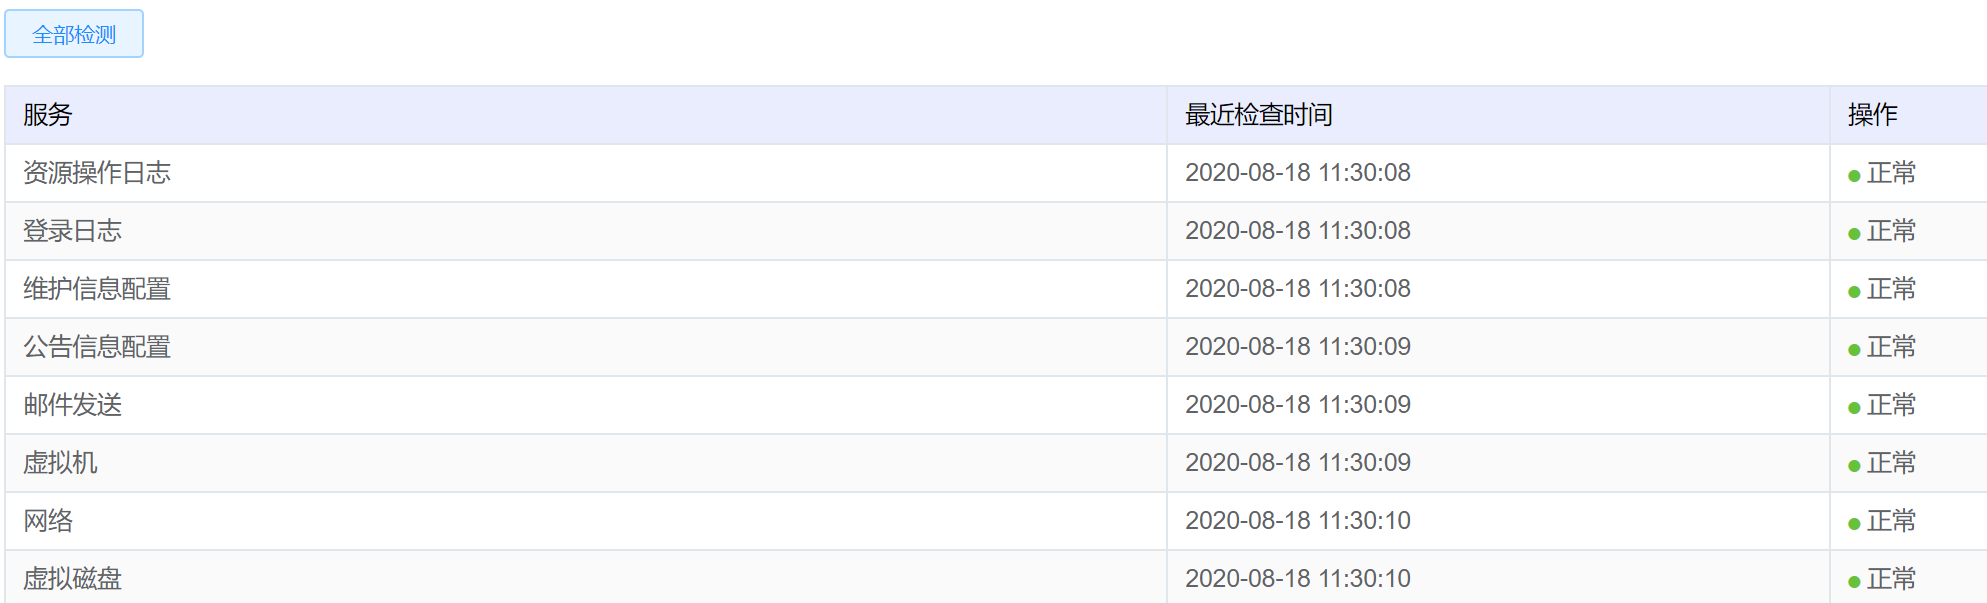 全部检测
服务 最近检查时间 操作
资源操作日志 2020-08-18 11:30:08 正常
登录日志 2020-08-18 11:30:08 正常
维护信息配置 2020-08-18 11:30:08 正常
公告信息配置 2020-08-18 11:30:09 正常
邮件发送 2020-08-18 11:30:09 正常
虚拟机 2020-08-18 11:30:09 正常
网络 2020-08-18 11:30:10 正常
虚拟磁盘 2020-08-18 11:30:10 正常